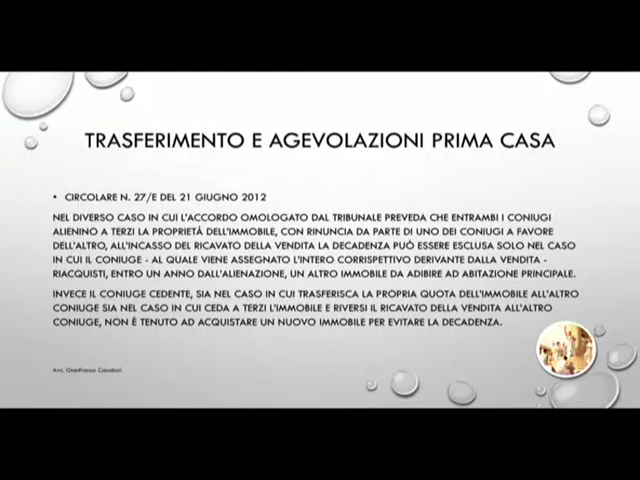 TRASFERIMENTO E AGEVOLAZIONI PRIMA CASA
• CIRCOLARE N. 27/E DEL 21 GIUGNO 2012
NEL DIVERSO CASO IN CUI L'ACCORDO OMOLOGATO DAL TRIBUNALE PREVEDA CHE ENTRAMBI I CONIUGI
ALIENINO A TERZI LA PROPRIETÀ DELL'IMMOBILE, CON RINUNCIA DA PARTE DI UNO DEI CONIUGI A FAVORE
DELL'ALTRO, ALL'INCASSO DEL RICAVATO DELLA VENDITA LA DECADENZA PUÒ ESSERE ESCLUSA SOLO NEL CASO
IN CUI IL CONIUGE - AL QUALE VIENE ASSEGNATO L'INTERO CORRISPETTIVO DERIVANTE DALLA VENDITA -
RIACQUISTI, ENTRO UN ANNO DALL'ALIENAZIONE, UN ALTRO IMMOBILE DA ADIBIRE AD ABITAZIONE PRINCIPALE.
INVECE IL CONIUGE CEDENTE, SIA NEL CASO IN CUI TRASFERISCA LA PROPRIA QUOTA DELL'IMMOBILE ALL'ALTRO
CONIUGE SIA NEL CASO IN CUI CEDA A TERZI L'IMMOBILE E RIVERSI IL RICAVATO DELLA VENDITA ALL'ALTRO
CONIUGE, NON È TENUTO AD ACQUISTARE UN NUOVO IMMOBILE PER EVITARE LA DECADENZA.
Avv. Gianfranco